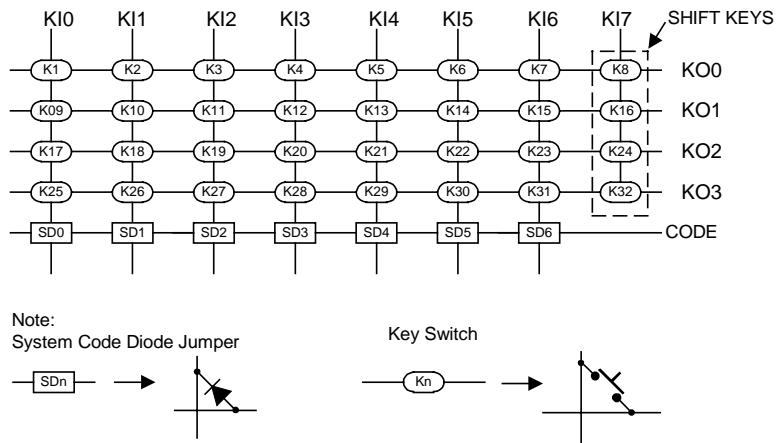 KI0 KI1 KI2 KI3 KI4 KI5 KI6 KI7 SHIFT KEYS
K1 K2 K3 K4 K5 K6 K7 K8 KO0
K09 K10 K11 K12 K13 K14 K15 K16 KO1
K17 K18 K19 K20 K21 K22 K23 K24 KO2
K25 K26 K27 K28 K29 K30 K31 K32 KO3
SD0 SD1 SD2 SD3 SD4 SD5 SD6 CODE
Note:
System Code Diode Jumper
Key Switch
SDn
Kn